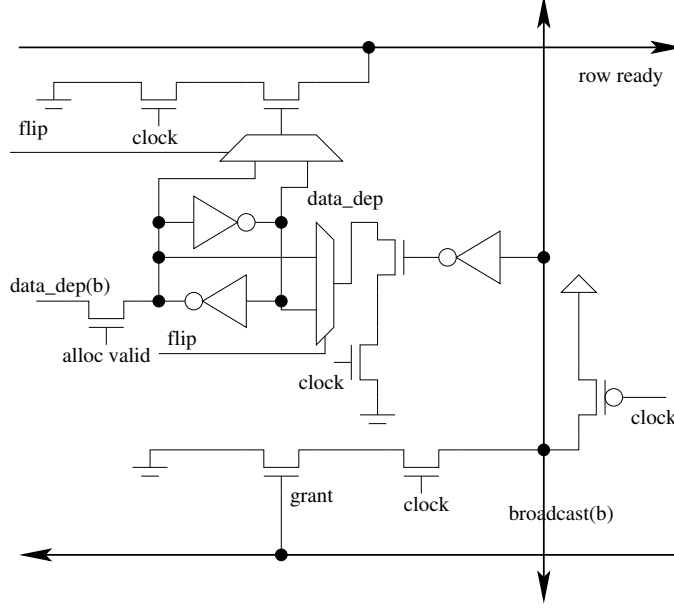 row ready
flip
clock
data_dep
data_dep(b)
flip
alloc valid
clock
clock
grant
clock
broadcast(b)